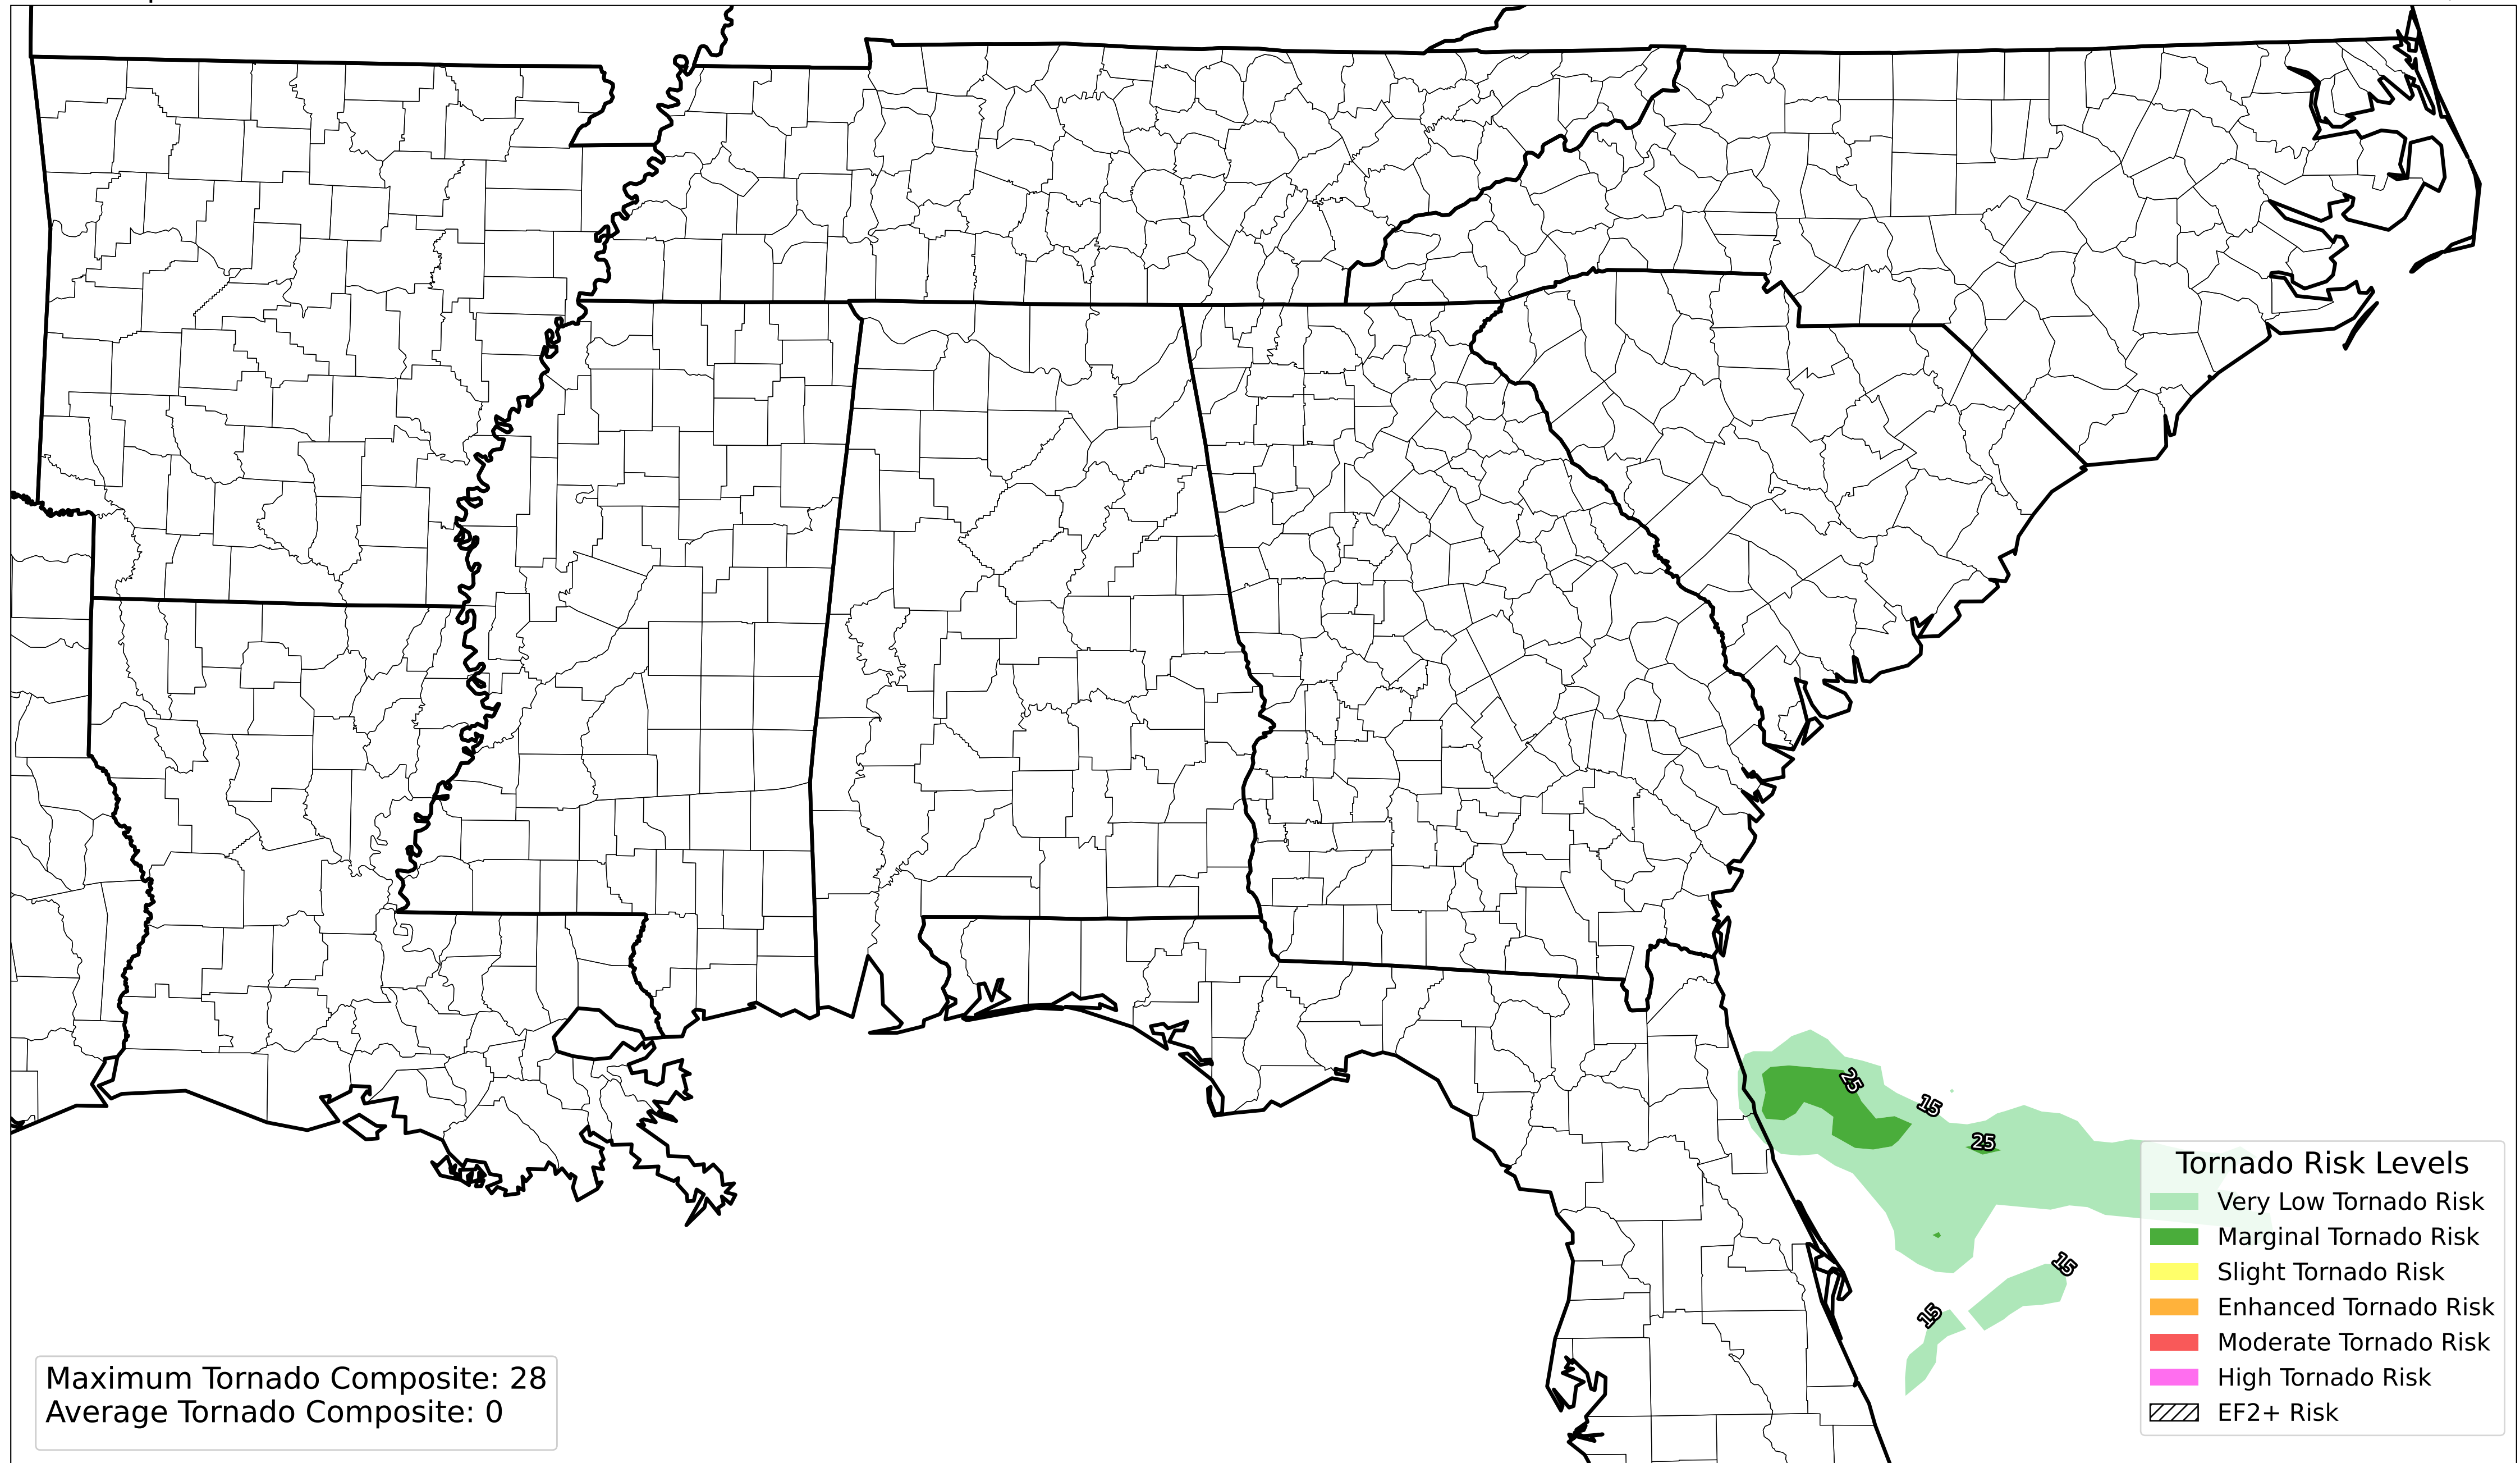 25
15
25
15
15
Tornado Risk Levels
Very Low Tornado Risk
Marginal Tornado Risk
Slight Tornado Risk
Enhanced Tornado Risk
Moderate Tornado Risk
High Tornado Risk
EF2+ Risk
Maximum Tornado Composite: 28
Average Tornado Composite: 0